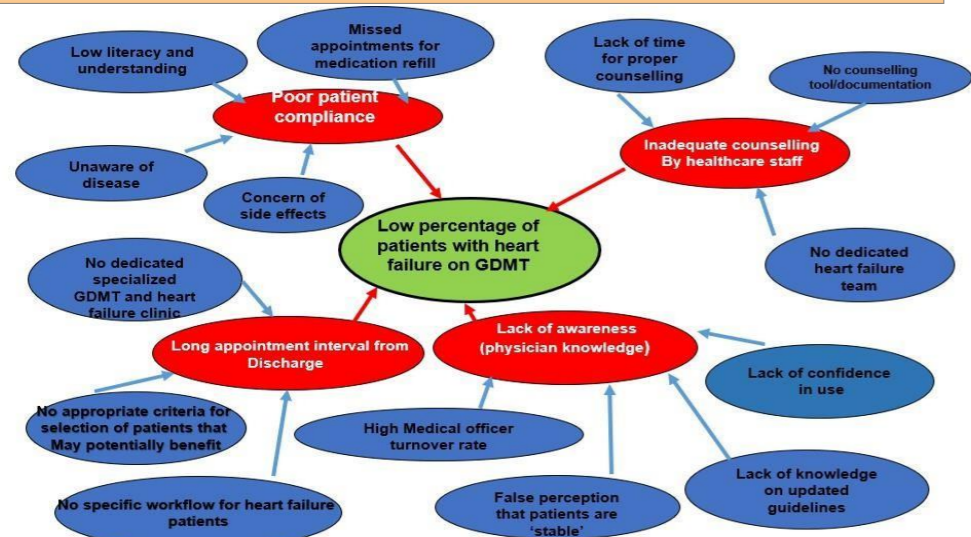 Low literacy and
understanding
Missed
appointments for
medication refill
Lack of time
for proper
counselling
No counselling
tool/documentation
Poor patient
compliance
Inadequate counselling
By healthcare staff
Unaware of
disease
Concern of
side effects
Low percentage of
patients with heart
failure on GDMT
No dedicated
heart failure
team
No dedicated
specialized
GDMT and heart
failure clinic
Long appointment interval from
Discharge
Lack of awareness
(physician knowledge)
Lack of confidence
in use
No appropriate criteria for
selection of patients that
May potentially benefit
High Medical officer
turnover rate
No specific workflow for heart failure
patients
False perception
that patients are
‘stable’
Lack of knowledge
on updated
guidelines